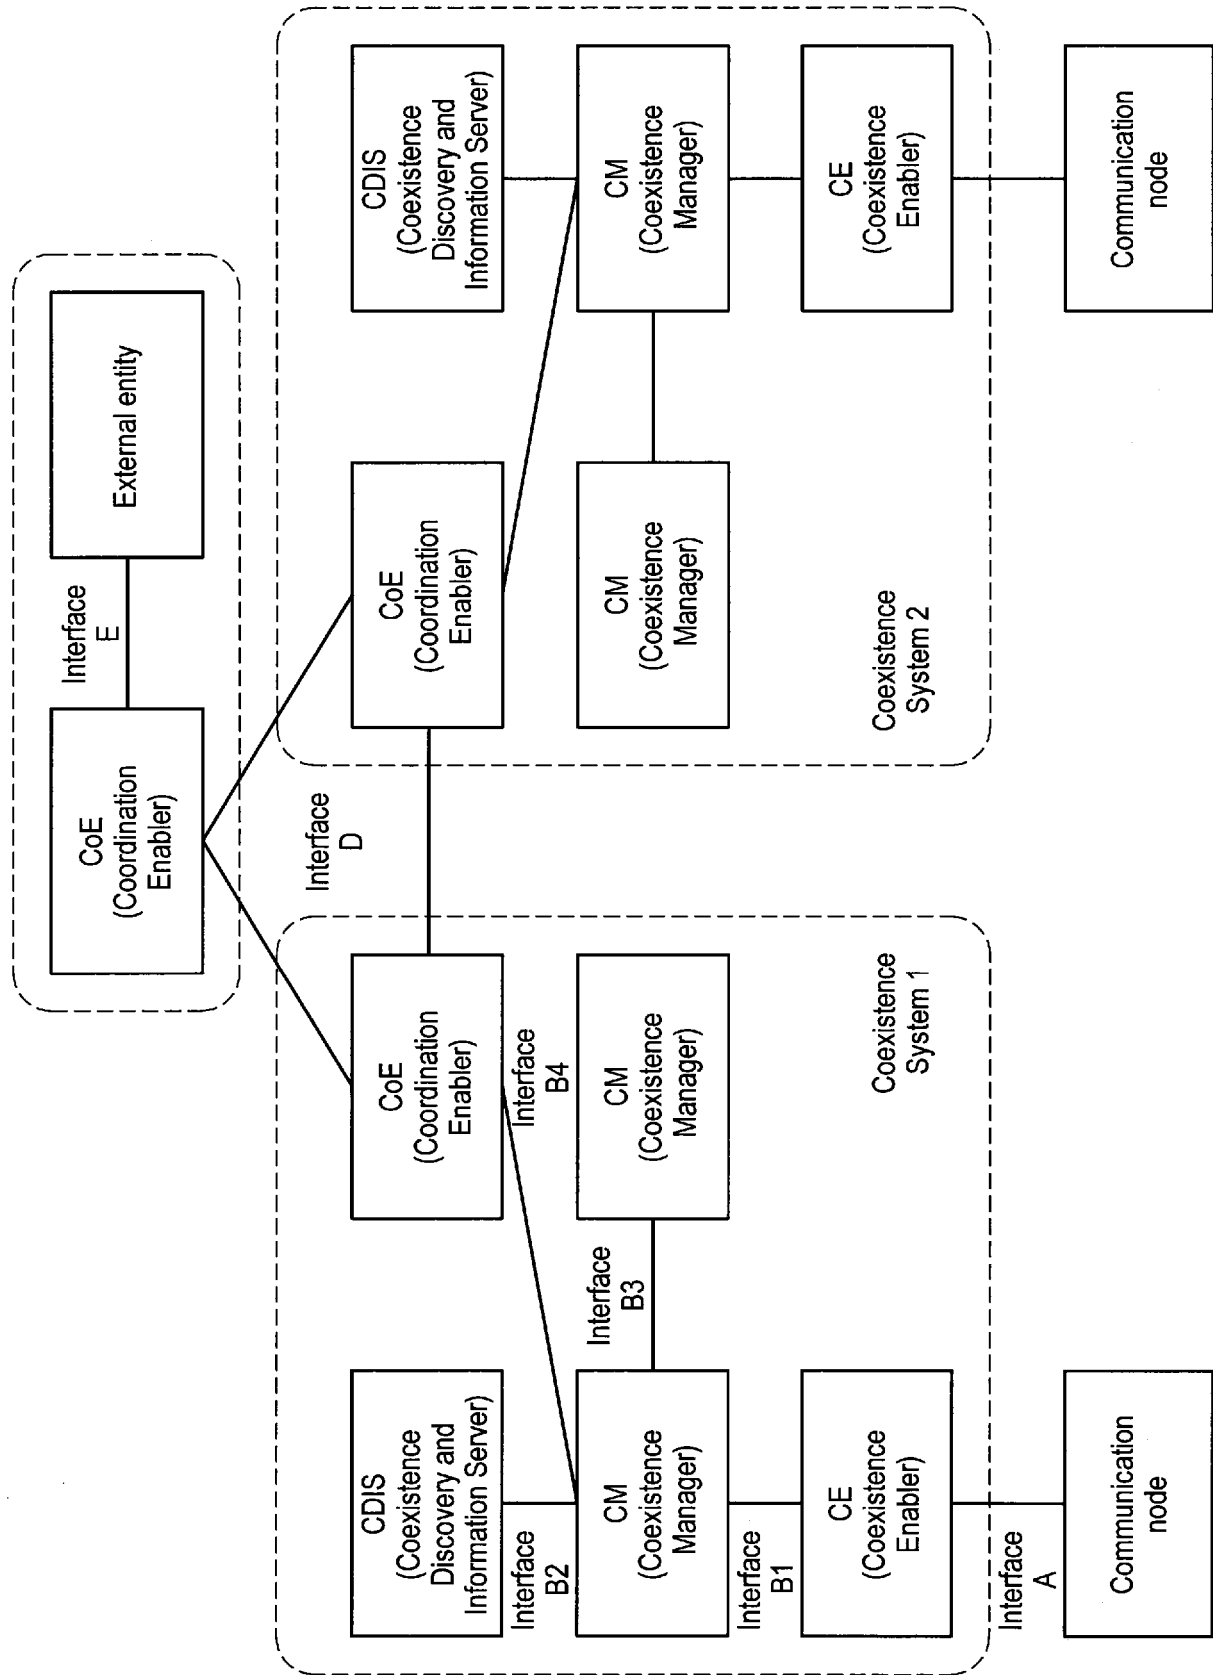 CoE
(Coordination
Enabler)
Interface
E
External entity
CDIS
(Coexistence
Discovery and
Information Server)
CoE
(Coordination
Enabler)
Interface
D
CoE
(Coordination
Enabler)
CDIS
(Coexistence
Discovery and
Information Server)
Interface
B2
Interface
B4
CM
(Coexistence
Manager)
Interface
B3
CM
(Coexistence
Manager)
CM
(Coexistence
Manager)
CM
(Coexistence
Manager)
Interface
B1
CE
(Coexistence
Enabler)
Coexistence
System 1
Coexistence
System 2
CE
(Coexistence
Enabler)
Interface
A
Communication
node
Communication
node